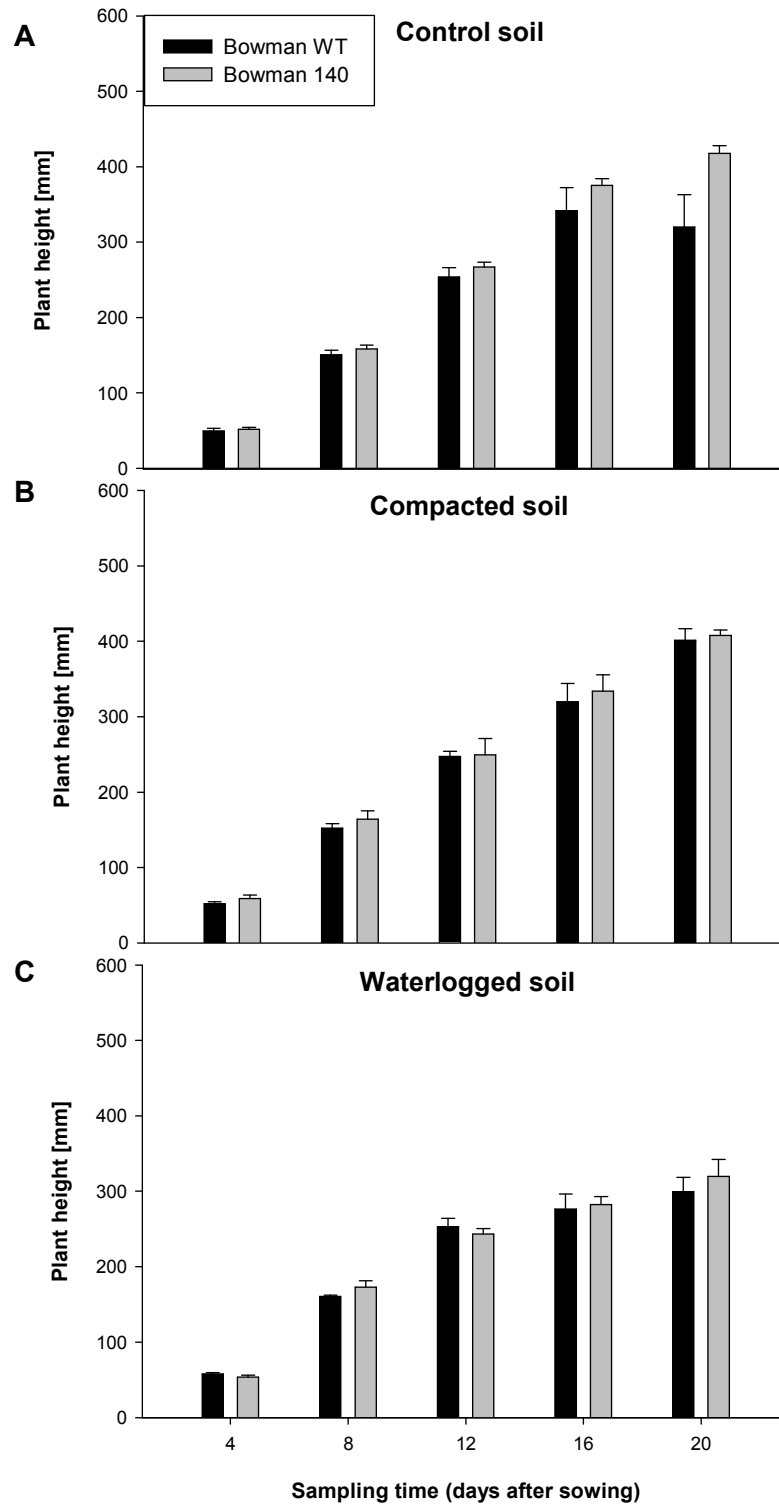 A
Control soil
Bowman WT
Bowman 140
Plant height [mm]
600
500
400
300
200
100
0
B
Compacted soil
Plant height [mm]
600
500
400
300
200
100
0
C
Waterlogged soil
Plant height [mm]
600
500
400
300
200
100
0
4 8 12 16 20
Sampling time (days after sowing)